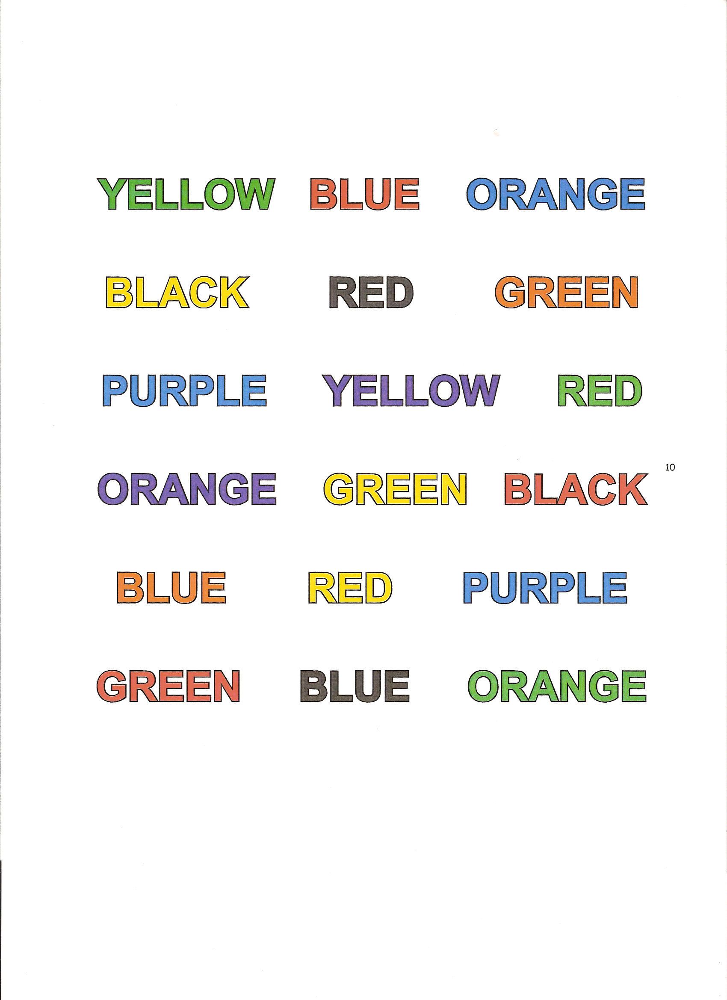 YELLOW BLUE ORANGE
BLACK RED GREEN
PURPLE YELLOW RED
10
ORANGE GREEN BLACK
BLUE RED PURPLE
GREEN BLUE ORANGE